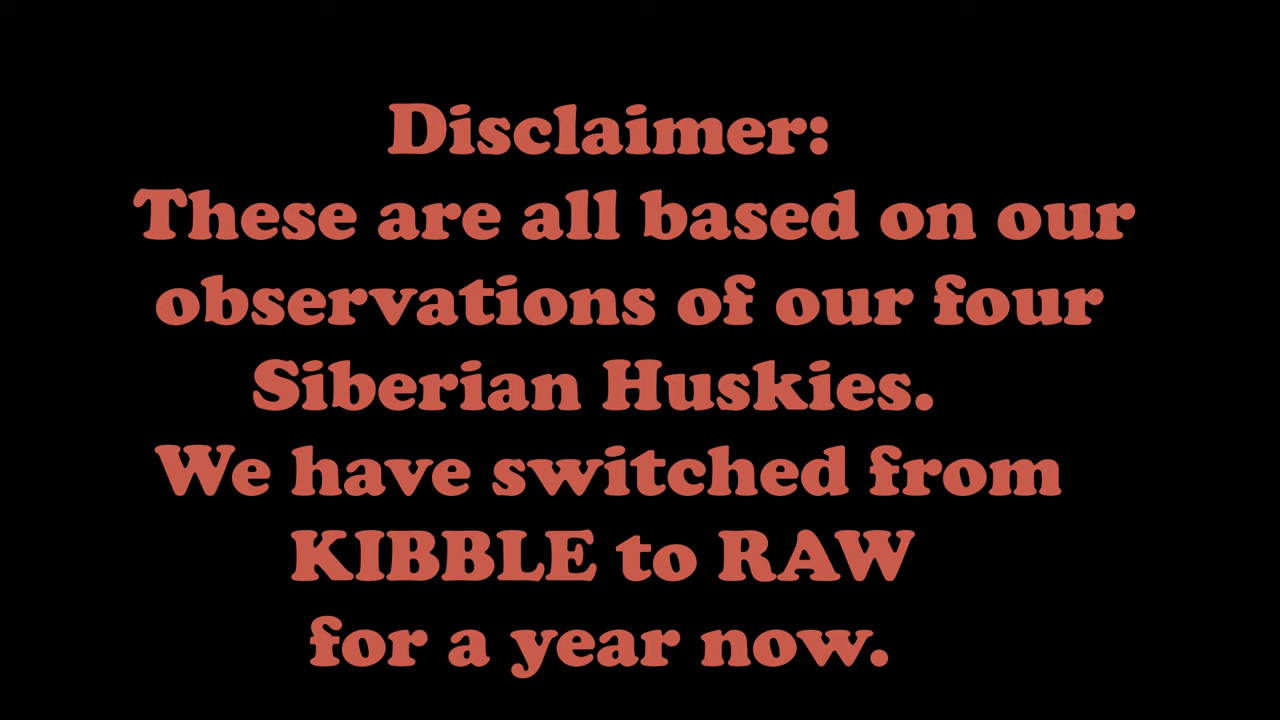 Disclaimer:
These are all based on our
observations of our four
Siberian Huskies.
We have switched from
KIBBLE to RAW
for a year now.